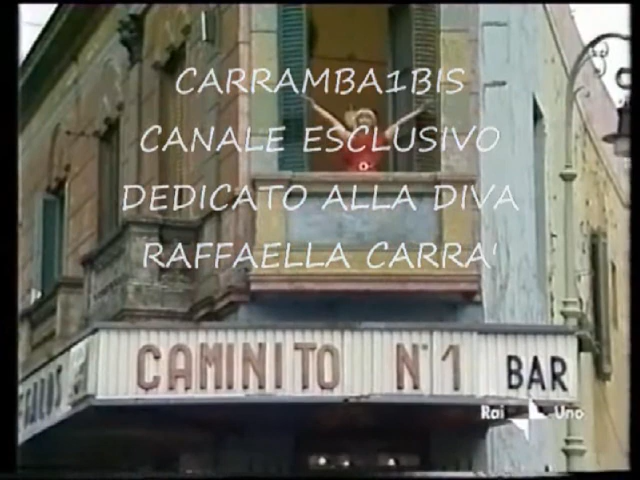 CARRAMBA1BIS
CANALE ESCLUSIVO
DEDICATO ALLA DIVA
RAFFAELLA CARRA'
CAMINITO N°1 BAR
Rai Uno